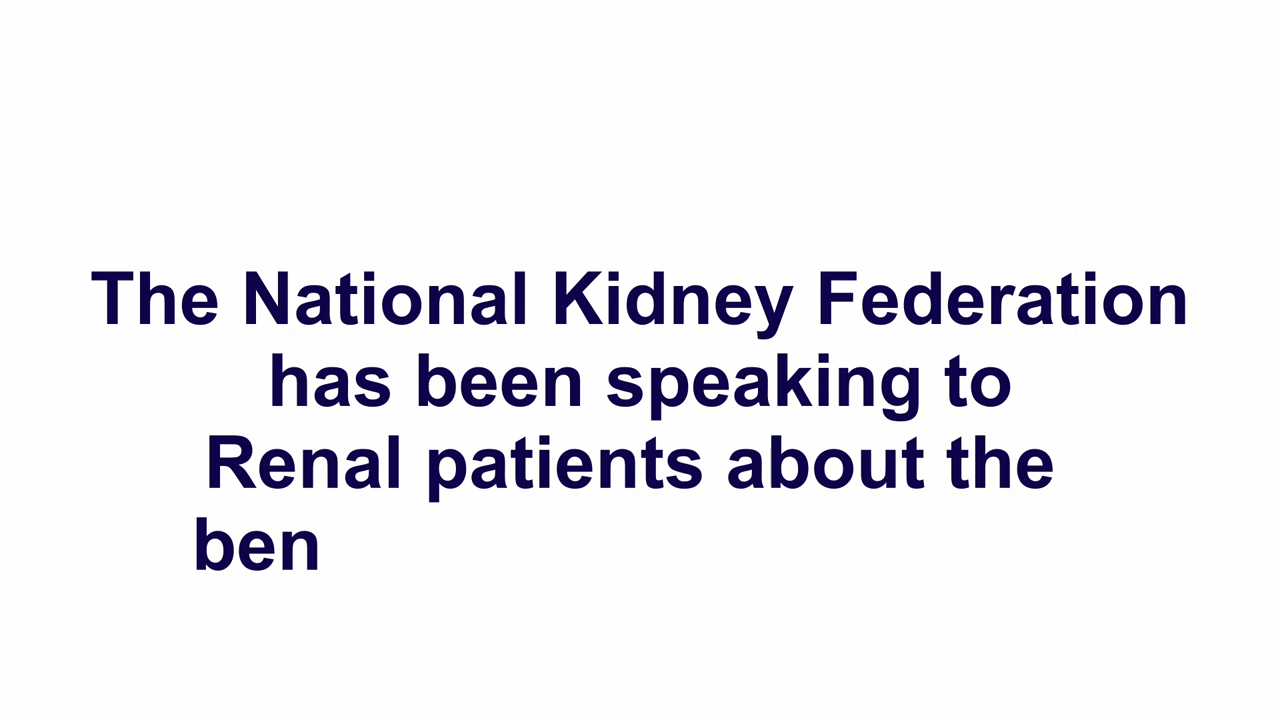 The National Kidney Federation
has been speaking to
Renal patients about the
ben